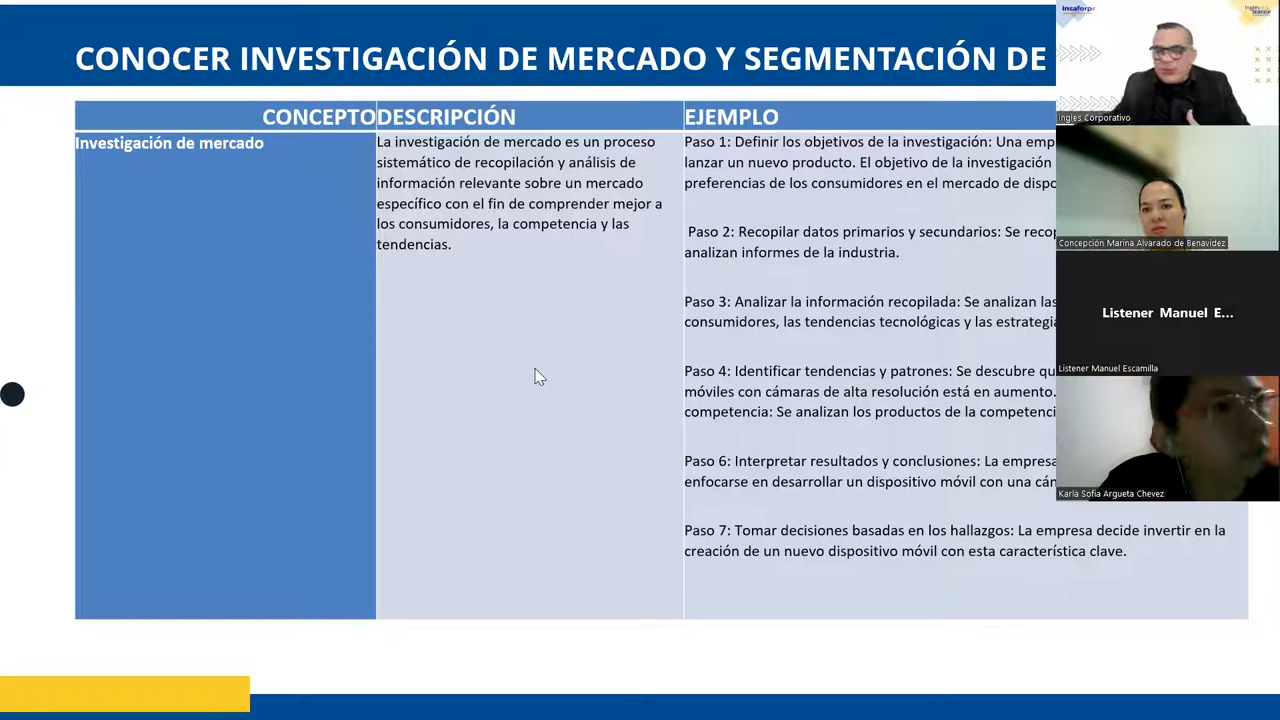 CONOCER INVESTIGACIÓN DE MERCADO Y SEGMENTACIÓN DE
CONCEPTO DESCRIPCIÓN EJEMPLO
Investigación de mercado
La investigación de mercado es un proceso
sistemático de recopilación y análisis de
información relevante sobre un mercado
específico con el fin de comprender mejor a
los consumidores, la competencia y las
tendencias.
Paso 1: Definir los objetivos de la investigación: Una emp
lanzar un nuevo producto. El objetivo de la investigación
preferencias de los consumidores en el mercado de dispo
Paso 2: Recopilar datos primarios y secundarios: Se recop
analizan informes de la industria.
Paso 3: Analizar la información recopilada: Se analizan las
consumidores, las tendencias tecnológicas y las estrategia
Paso 4: Identificar tendencias y patrones: Se descubre qu
móviles con cámaras de alta resolución está en aumento.
competencia: Se analizan los productos de la competenci
Paso 6: Interpretar resultados y conclusiones: La empresa
enfocarse en desarrollar un dispositivo móvil con una cám
Paso 7: Tomar decisiones basadas en los hallazgos: La empresa decide invertir en la
creación de un nuevo dispositivo móvil con esta característica clave.
insaforp
Ingles Corporativo
Concepción Marina Alvarado de Benavidez
Listener Manuel E...
Listener Manuel Escamilla
Karla Sofia Argueta Chevez